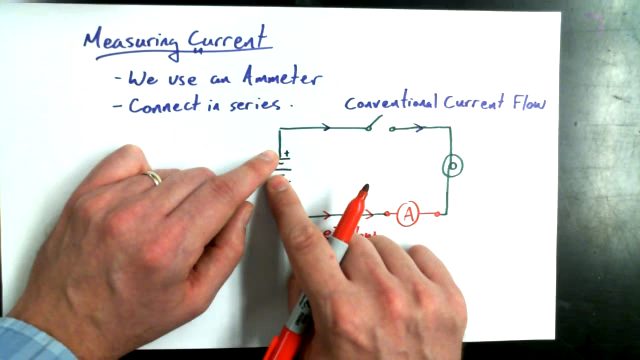 Measuring Current
- We use an Ammeter
- Connect in series.
Conventional Current Flow
+
-
A